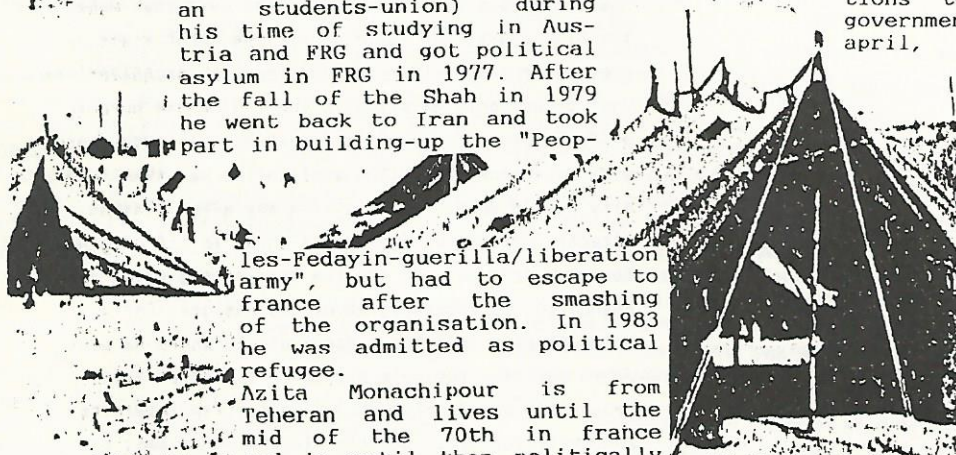 an students-union) during
his time of studying in Aus-
tria and FRG and got political
asylum in FRG in 1977. After
the fall of the Shah in 1979
he went back to Iran and took
part in building-up the "Peop-
les-Fedayin-guerilla/liberation
army", but had to escape to
france after the smashing
of the organisation. In 1983
he was admitted as political
refugee.
Azita Monachipour is from
Teheran and lives until the
mid of the 70th in france
until then politically
tions
government
april,